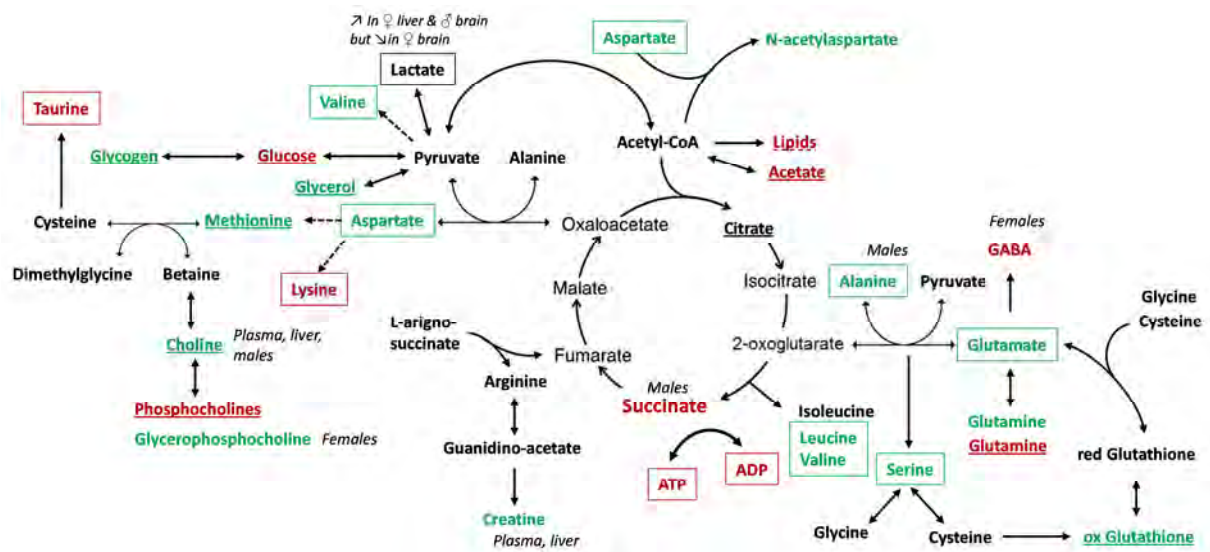 ↗ In ♀ liver & ♂ brain
but ↘in ♀ brain
Lactate
Aspartate
N-acetylaspartate
Valine
Taurine
Glycogen
Glucose
Pyruvate
Alanine
Acetyl-CoA
Lipids
Acetate
Glycerol
Cysteine
Methionine
Aspartate
Oxaloacetate
Citrate
Dimethylglycine
Betaine
Lysine
Malate
Isocitrate
Males
Alanine
Pyruvate
Females
GABA
Glycine
Cysteine
Choline
Plasma, liver,
males
L-arigno-
succinate
Fumarate
2-oxoglutarate
Glutamate
Arginine
Males
Succinate
Phosphocholines
Glycerophosphocholine
Females
Guanidino-acetate
Isoleucine
Leucine
Valine
Glutamine
Glutamine
red Glutathione
ATP
ADP
Serine
Creatine
Plasma, liver
Glycine
Cysteine
ox Glutathione